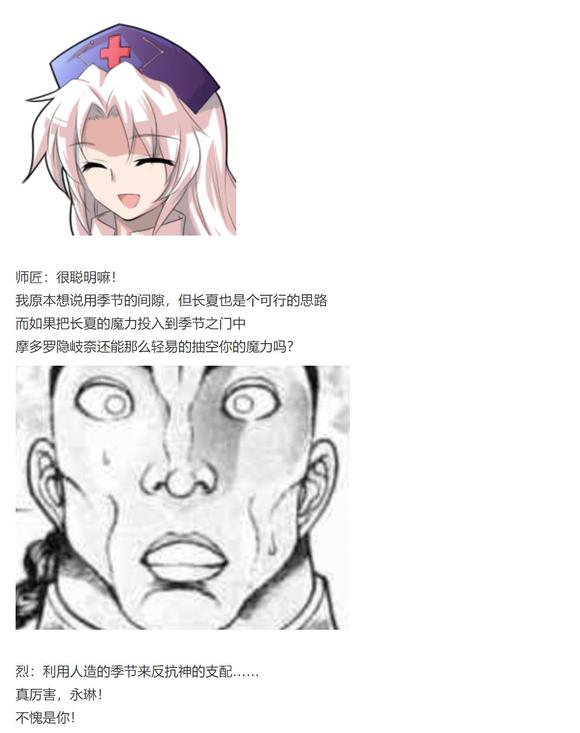 师匠：很聪明嘛！
我原本想说用季节的间隙，但长夏也是个可行的思路
而如果把长夏的魔力投入到季节之门中
摩多罗隐岐奈还能那么轻易的抽空你的魔力吗？
烈：利用人造的季节来反抗神的支配……
真厉害，永琳！
不愧是你！